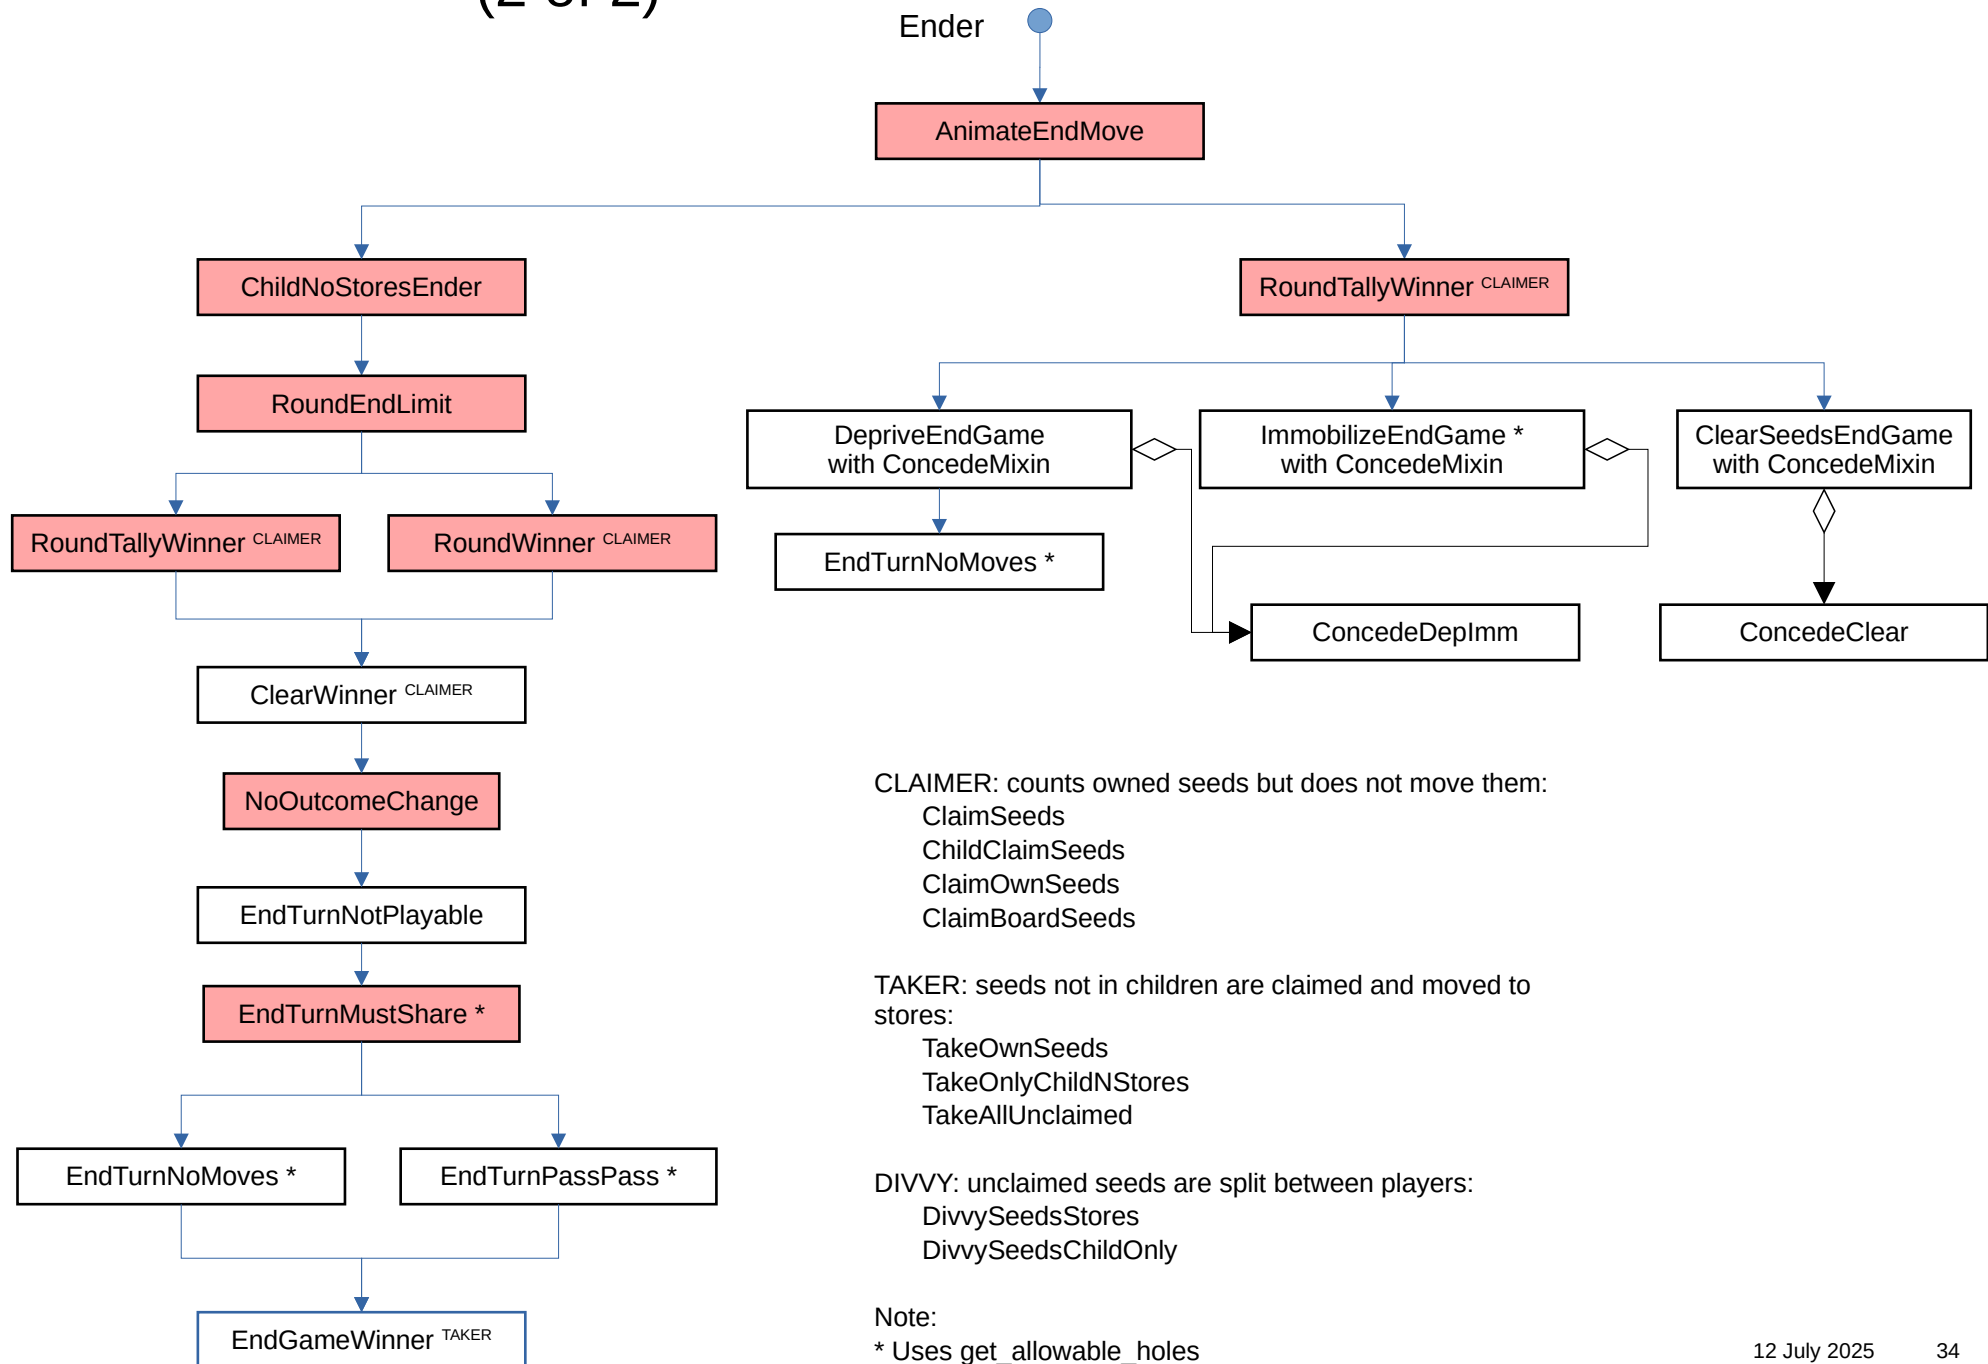 (2 of 2)
Ender
AnimateEndMove
ChildNoStoresEnder
RoundTallyWinner CLAIMER
RoundEndLimit
DepriveEndGame
with ConcedeMixin
ImmobilizeEndGame *
with ConcedeMixin
ClearSeedsEndGame
with ConcedeMixin
RoundTallyWinner CLAIMER
RoundWinner CLAIMER
EndTurnNoMoves *
ConcedeDepImm
ConcedeClear
ClearWinner CLAIMER
NoOutcomeChange
EndTurnNotPlayable
EndTurnMustShare *
EndTurnNoMoves *
EndTurnPassPass *
EndGameWinner TAKER
CLAIMER: counts owned seeds but does not move them:
ClaimSeeds
ChildClaimSeeds
ClaimOwnSeeds
ClaimBoardSeeds
TAKER: seeds not in children are claimed and moved to
stores:
TakeOwnSeeds
TakeOnlyChildNStores
TakeAllUnclaimed
DIVVY: unclaimed seeds are split between players:
DivvySeedsStores
DivvySeedsChildOnly
Note:
* Uses get_allowable_holes
12 July 2025
34